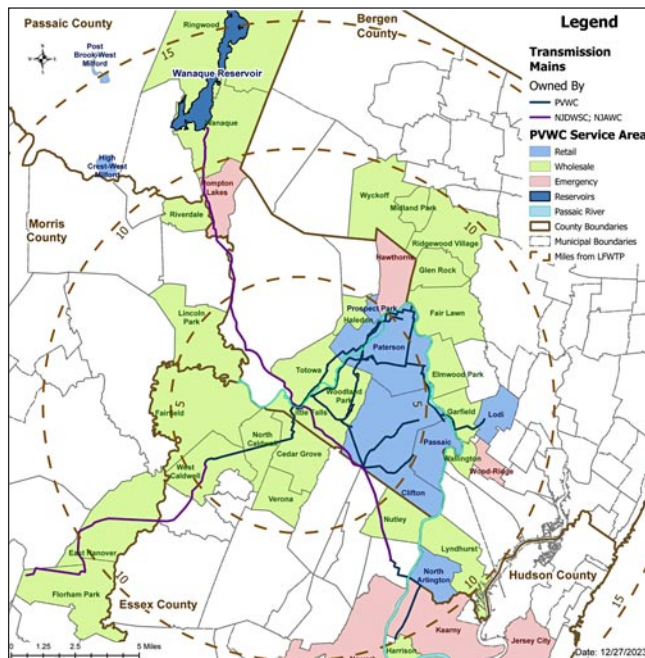 Passaic County
Bergen
County
Legend
Transmission
Mains
Owned By
PVWC
NJDWSC; NJAWC
PVWC Service Area
Retail
Wholesale
Emergency
Reservoirs
Passaic River
County Boundaries
Municipal Boundaries
Miles from LFWTP
15
Ringwood
Post
Brook-West
Milford
Wanaque Reservoir
Wanaque
High
Crest-West
Milford
Pompton
Lakes
10
Riverdale
Morris
County
Wyckoff
Midland Park
Ridgewood Village
Glen Rock
10
Hawthorne
Lincoln
Park
Prospect Park
Haledon
Fair Lawn
Paterson
Totowa
Elmwood Park
Woodland
Park
5
Fairfield
Little Falls
5
Garfield
Lodi
North
Caldwell
Passaic
Wallington
Wood-Ridge
West
Caldwell
Cedar Grove
Verona
Clifton
Nutley
Lyndhurst
East Hanover
10
Florham Park
Essex County
North
Arlington
10
Hudson County
15
Kearny
Jersey City
Harrison
0 1.25 2.5 5 Miles
Date: 12/27/2023